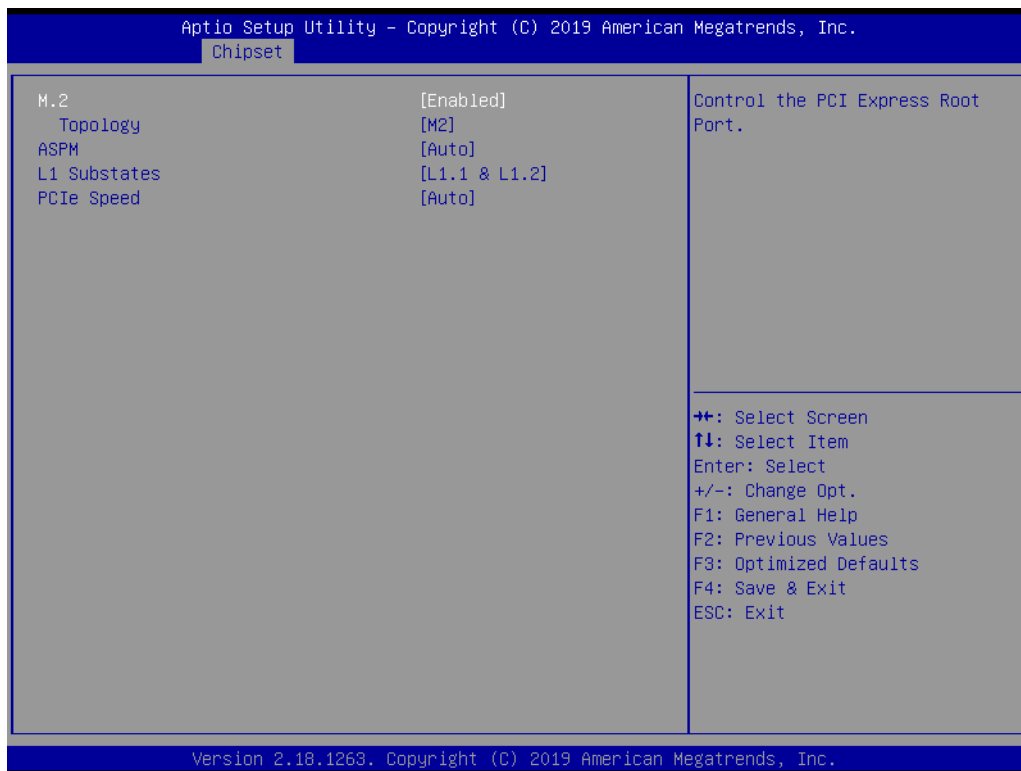 Aptio Setup Utility – Copyright (C) 2019 American Megatrends, Inc.
Chipset
M.2 [Enabled]
Topology [M2]
ASPM [Auto]
L1 Substates [L1.1 & L1.2]
PCIe Speed [Auto]
Control the PCI Express Root
Port.
→←: Select Screen
↑↓: Select Item
Enter: Select
+/-: Change Opt.
F1: General Help
F2: Previous Values
F3: Optimized Defaults
F4: Save & Exit
ESC: Exit
Version 2.18.1263. Copyright (C) 2019 American Megatrends, Inc.